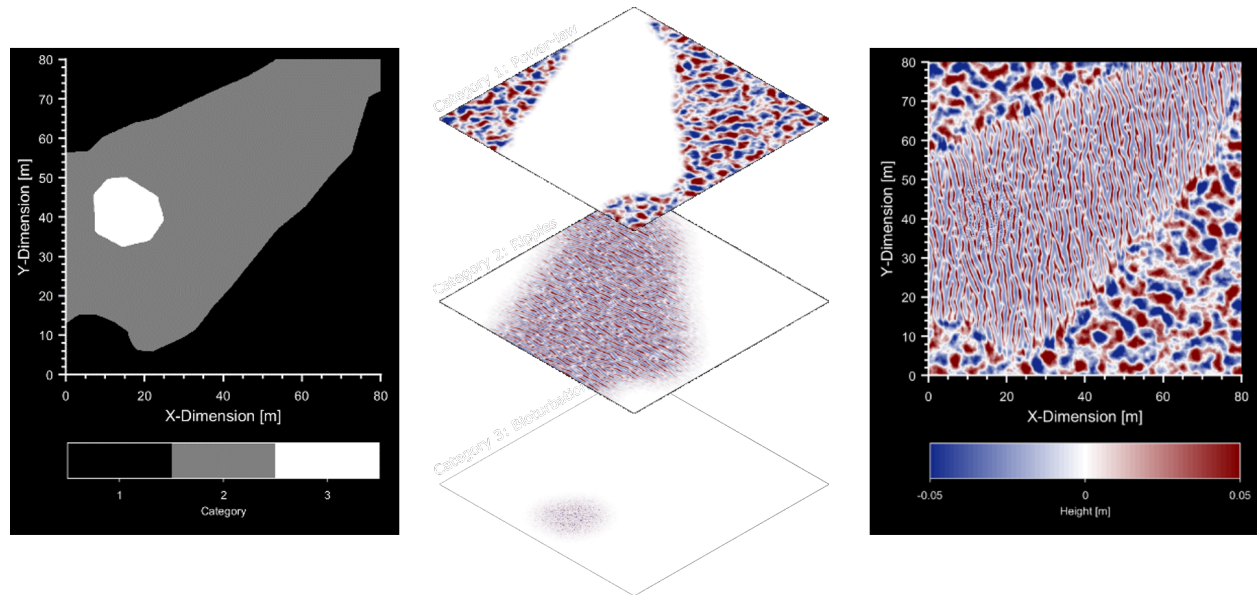 80
70
60
50
40
30
20
10
0
Y-Dimension [m]
0 20 40 60 80
X-Dimension [m]
1 2 3
Category
Category 1: Power-law
Category 2: Ripples
Category 3: Bioturbation
80
70
60
50
40
30
20
10
0
Y-Dimension [m]
0 20 40 60 80
X-Dimension [m]
-0.05 0 0.05
Height [m]